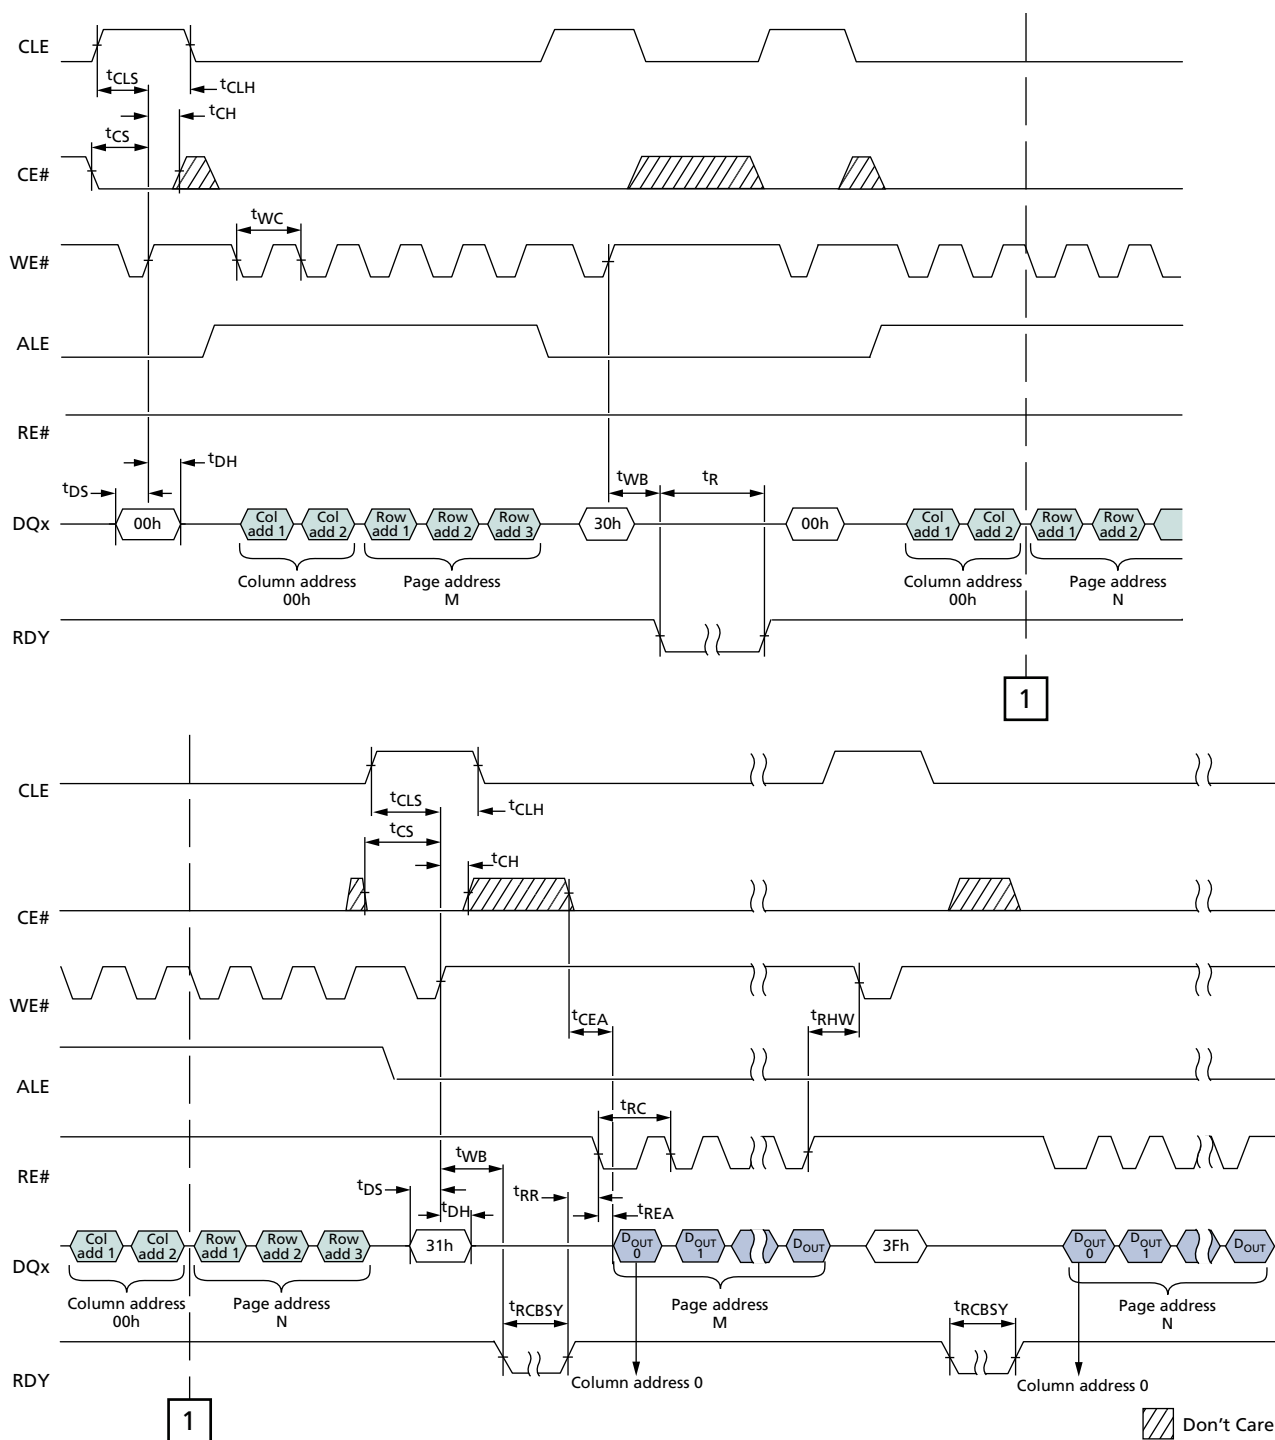 CLE
tCLS
tCLH
tCH
tCS
CE#
tWC
WE#
ALE
RE#
tDH
tDS
tWB
tR
DQx
00h
Col add 1
Col add 2
Row add 1
Row add 2
Row add 3
30h
00h
Col add 1
Col add 2
Row add 1
Row add 2
Column address
00h
Page address
M
Column address
00h
Page address
N
RDY
1
CLE
tCLS
tCLH
tCS
tCH
CE#
WE#
tCEA
tRHW
ALE
tRC
RE#
tWB
tDS
tDH
tRR
tREA
DQx
Col add 1
Col add 2
Row add 1
Row add 2
Row add 3
31h
DOUT 0
DOUT 1
DOUT
3Fh
DOUT 0
DOUT 1
DOUT
Column address
00h
Page address
N
Page address
M
Page address
N
tRCBSY
tRCBSY
RDY
Column address 0
Column address 0
1
Don't Care